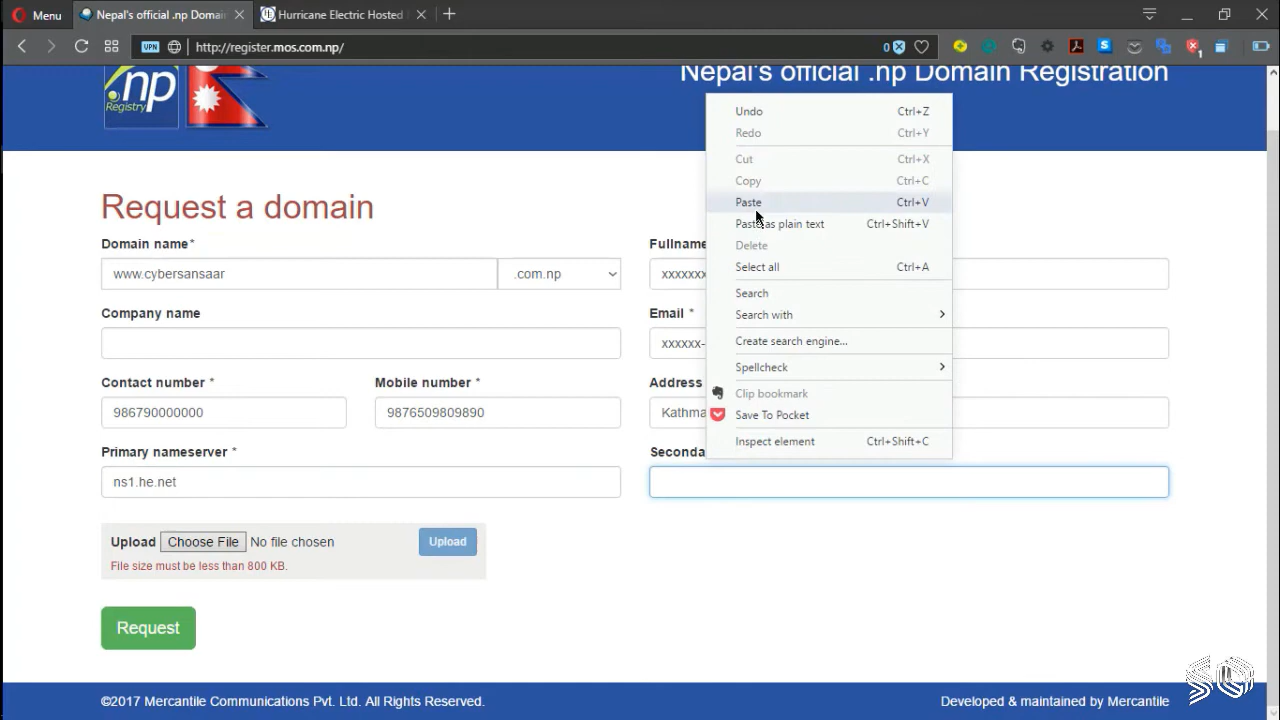 Menu
Nepal's official .np Domai
Hurricane Electric Hosted
VPN
http://register.mos.com.np/
0
1
.np
Registry
Nepal's official .np Domain Registration
Request a domain
Domain name*
www.cybersansaar
.com.np
Company name
Contact number *
986790000000
Mobile number *
9876509809890
Primary nameserver *
ns1.he.net
Fullname
xxxxxxx
Email *
xxxxxx-
Address
Kathma
Seconda
Undo Ctrl+Z
Redo Ctrl+Y
Cut Ctrl+X
Copy Ctrl+C
Paste Ctrl+V
Paste as plain text Ctrl+Shift+V
Delete
Select all Ctrl+A
Search
Search with
Create search engine...
Spellcheck
Clip bookmark
Save To Pocket
Inspect element Ctrl+Shift+C
Upload Choose File No file chosen
Upload
File size must be less than 800 KB.
Request
©2017 Mercantile Communications Pvt. Ltd. All Rights Reserved.
Developed & maintained by Mercantile